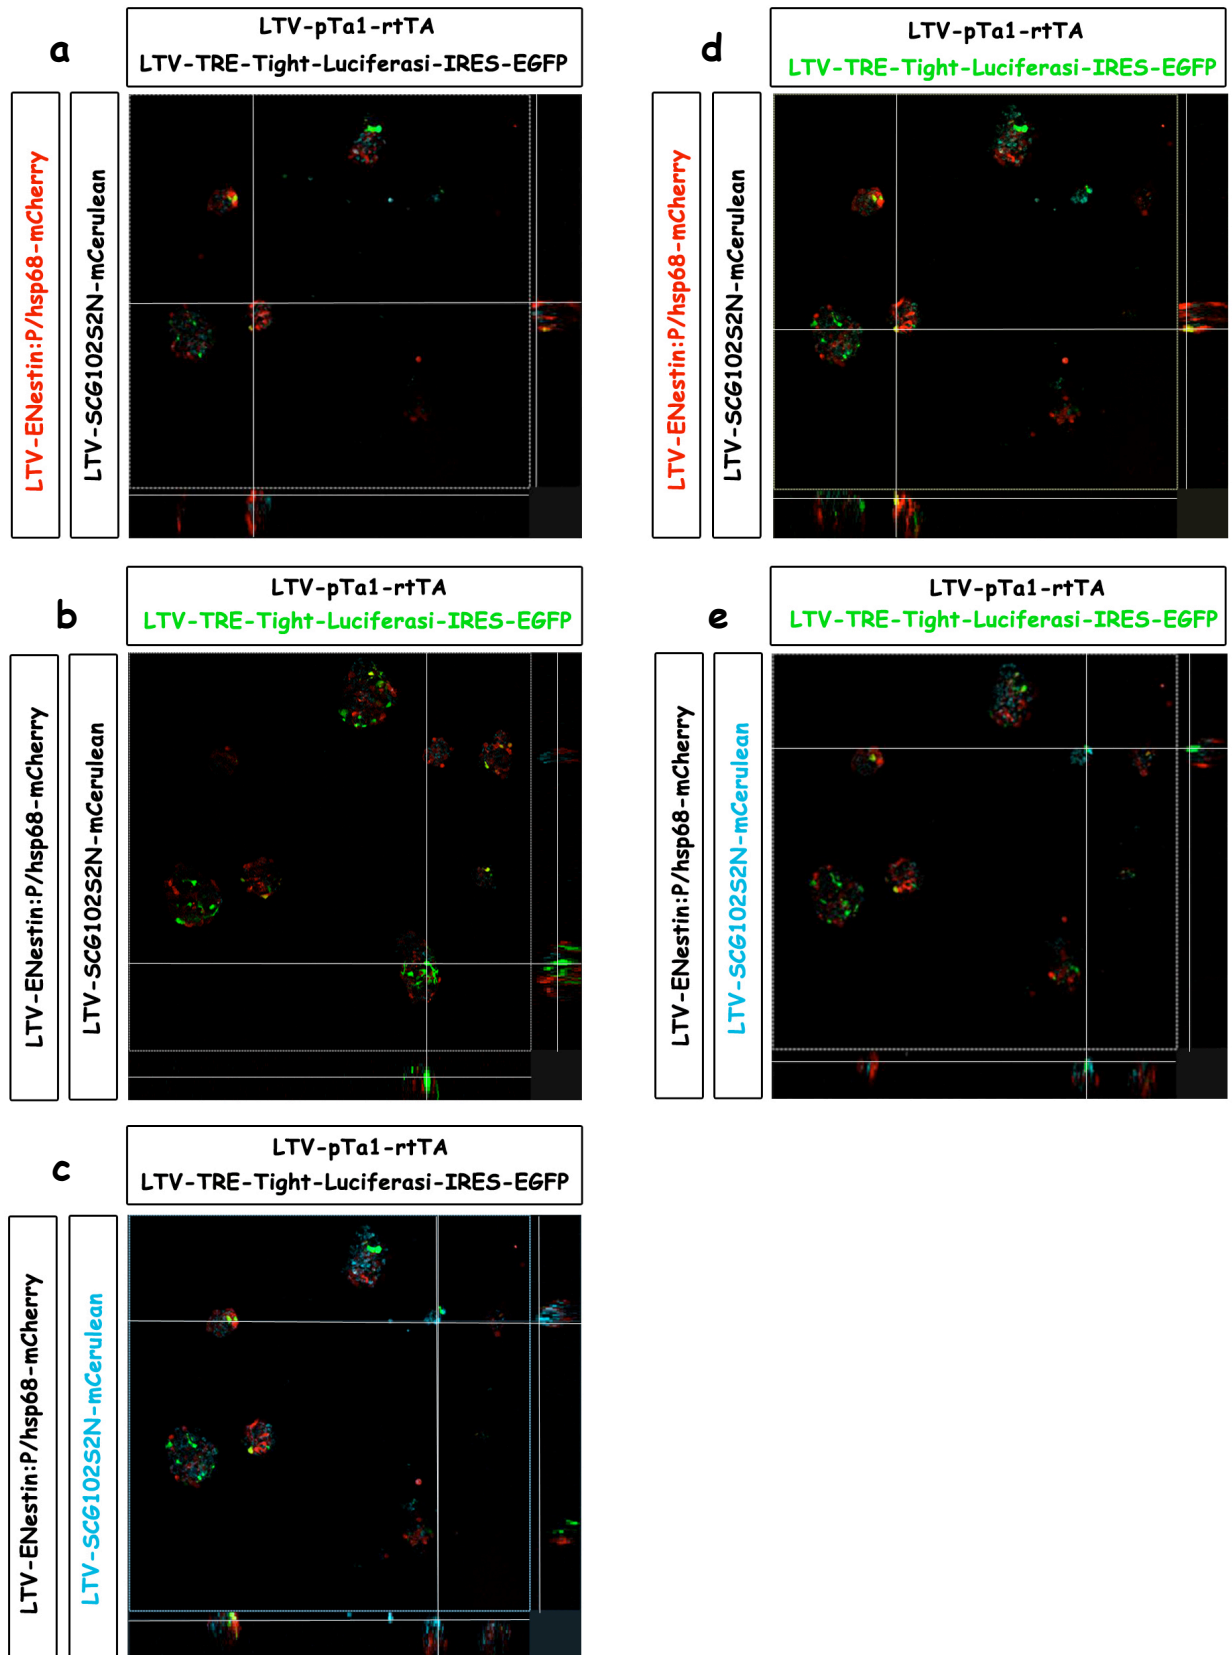 a
LTV-pTa1-rtTA
LTV-TRE-Tight-Luciferasi-IRES-EGFP
LTV-ENestin:P/hsp68-mCherry
LTV-SCG102S2N-mCerulean
d
LTV-pTa1-rtTA
LTV-TRE-Tight-Luciferasi-IRES-EGFP
LTV-ENestin:P/hsp68-mCherry
LTV-SCG102S2N-mCerulean
b
LTV-pTa1-rtTA
LTV-TRE-Tight-Luciferasi-IRES-EGFP
LTV-ENestin:P/hsp68-mCherry
LTV-SCG102S2N-mCerulean
e
LTV-pTa1-rtTA
LTV-TRE-Tight-Luciferasi-IRES-EGFP
LTV-ENestin:P/hsp68-mCherry
LTV-SCG102S2N-mCerulean
c
LTV-pTa1-rtTA
LTV-TRE-Tight-Luciferasi-IRES-EGFP
LTV-ENestin:P/hsp68-mCherry
LTV-SCG102S2N-mCerulean